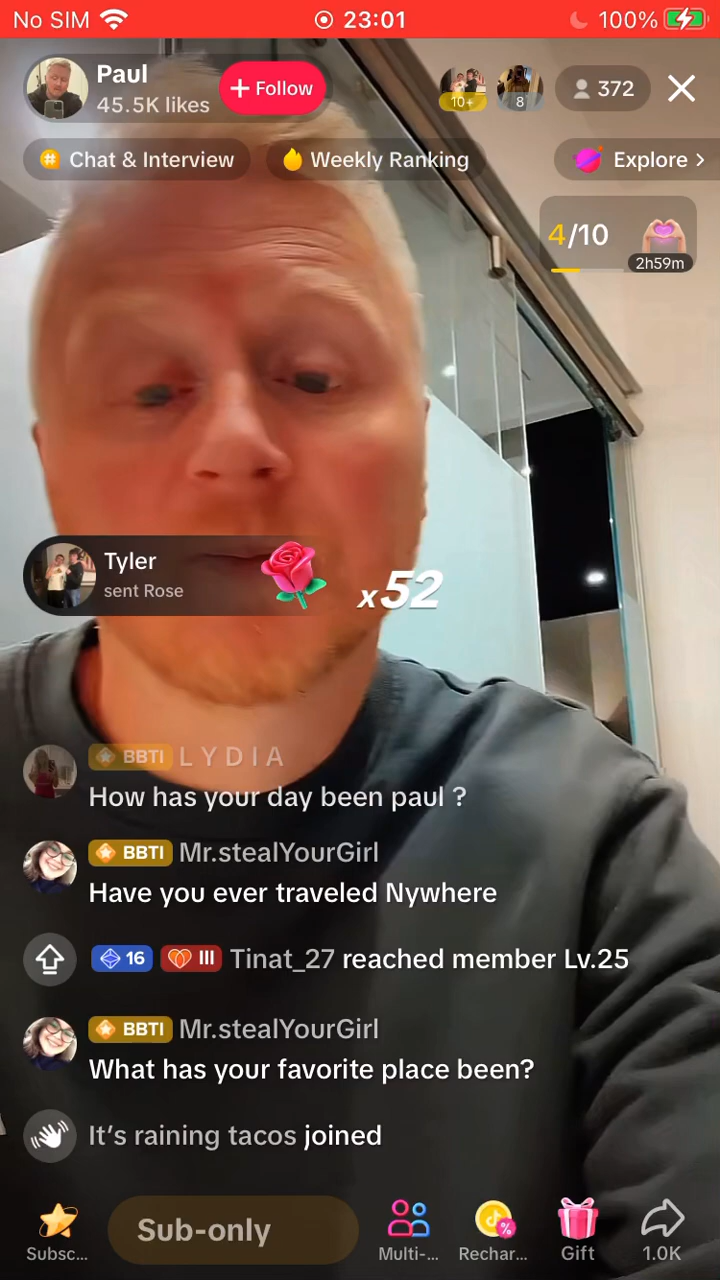 No SIM 23:01 100%
Paul
45.5K likes
+ Follow
10+
8
372
Chat & Interview
Weekly Ranking
Explore >
4/10
2h59m
Tyler
sent Rose
x52
BBTI L Y D I A
How has your day been paul ?
BBTI Mr.stealYourGirl
Have you ever traveled Nywhere
16 III Tinat_27 reached member Lv.25
BBTI Mr.stealYourGirl
What has your favorite place been?
It's raining tacos joined
Sub-only
Subsc...
Multi-...
Rechar...
Gift
1.0K